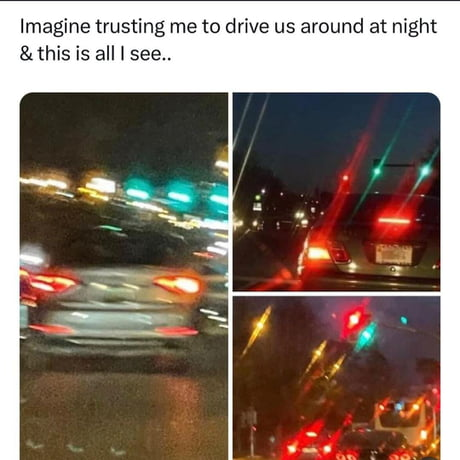 Imagine trusting me to drive us around at night
& this is all I see..